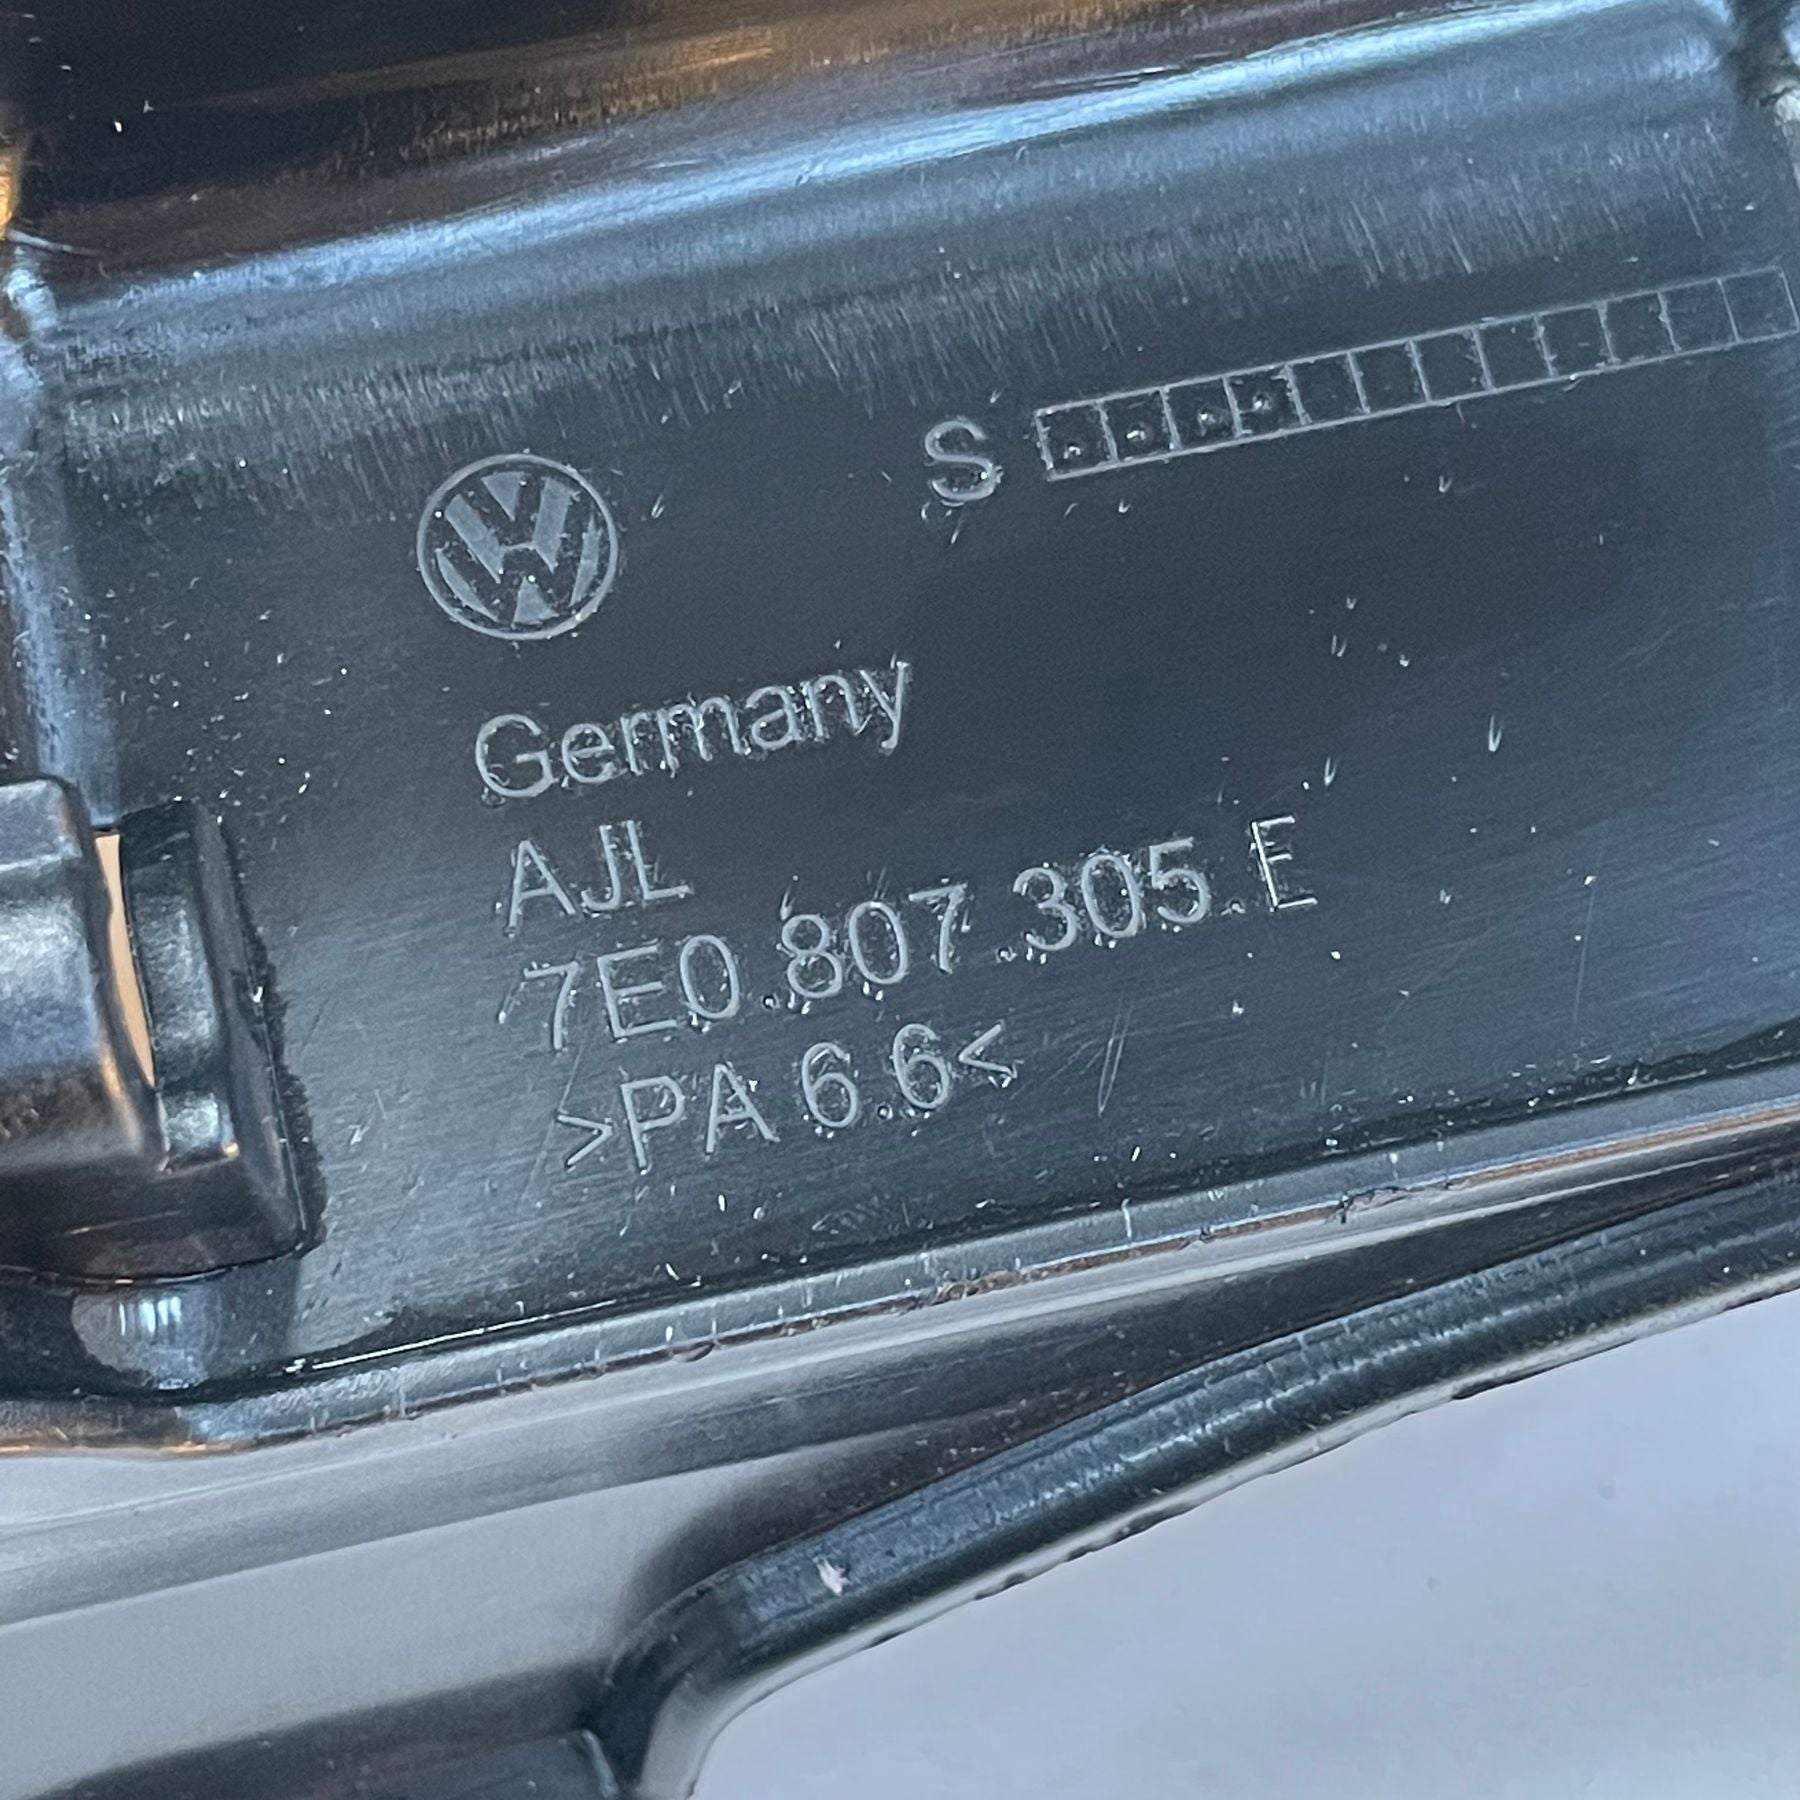 S
Germany
AJL
7E0.807.305.E
>PA 6.6<